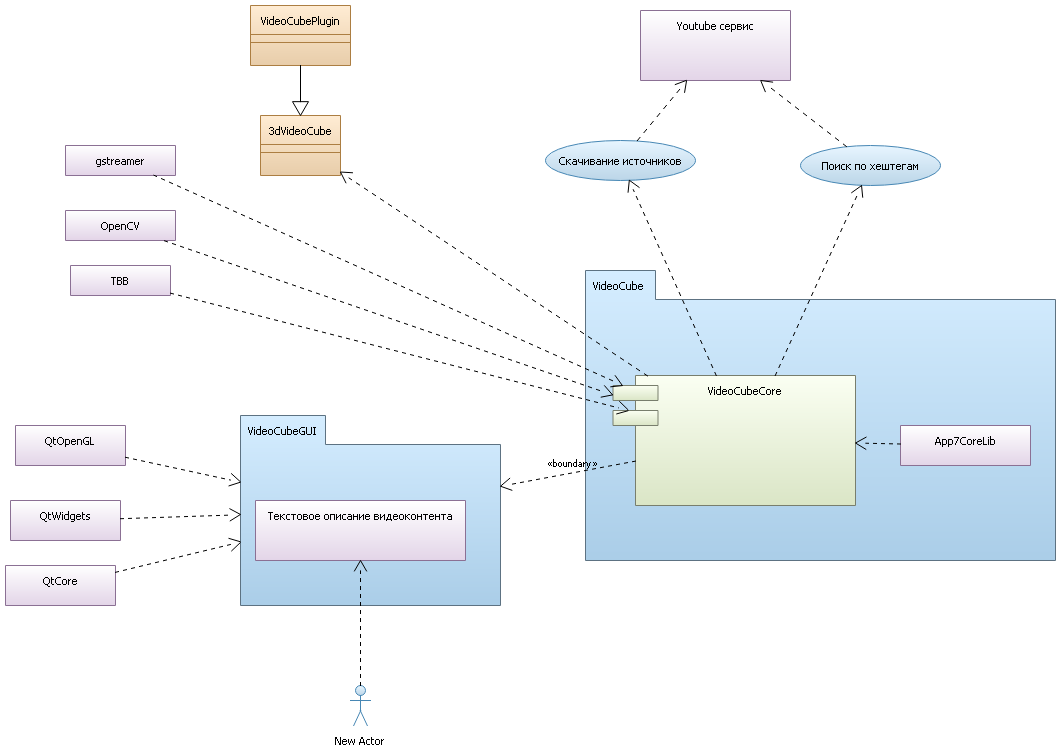 VideoCubePlugin
Youtube сервис
3dVideoCube
gstreamer
Скачивание источников
Поиск по хештегам
OpenCV
TBB
VideoCube
VideoCubeCore
VideoCubeGUI
QtOpenGL
App7CoreLib
«boundary»
QtWidgets
Текстовое описание видеоконтента
QtCore
New Actor